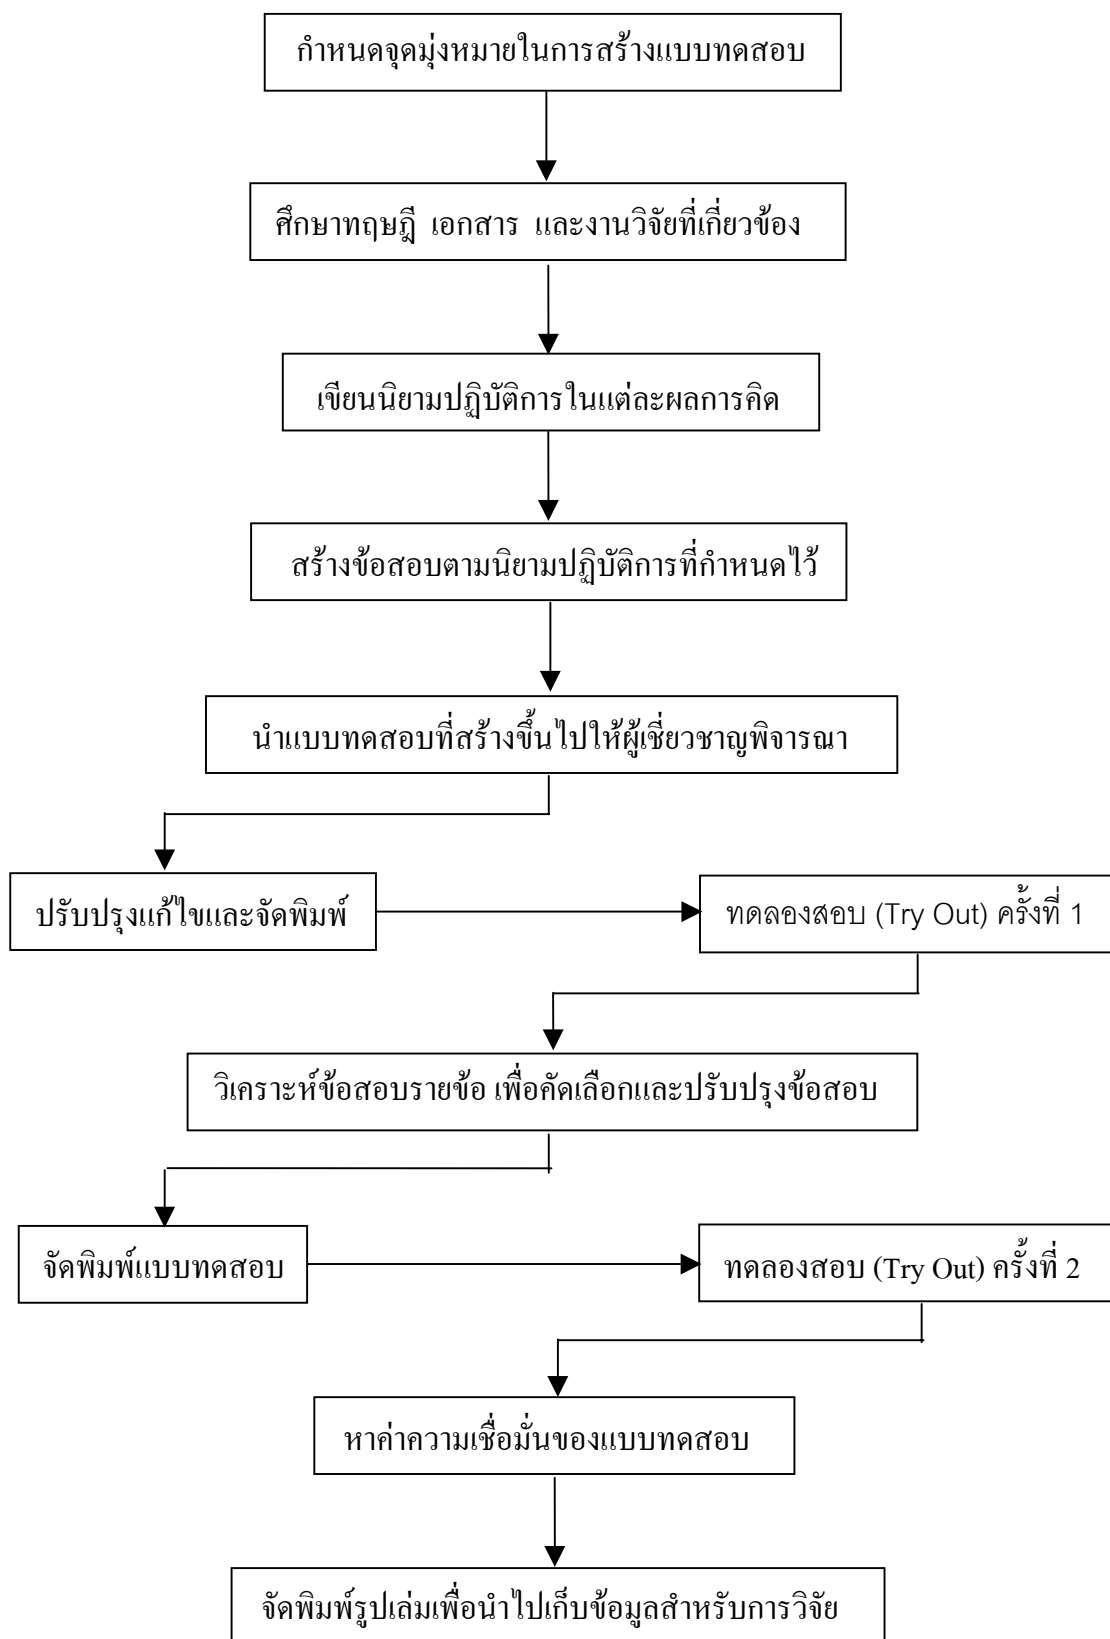 กำหนดจุดมุ่งหมายในการสร้างแบบทดสอบ
ศึกษาทฤษฎี เอกสาร และงานวิจัยที่เกี่ยวข้อง
เขียนนิยามปฏิบัติการในแต่ละผลการคิด
สร้างข้อสอบตามนิยามปฏิบัติการที่กำหนดไว้
นำแบบทดสอบที่สร้างขึ้นไปให้ผู้เชี่ยวชาญพิจารณา
ปรับปรุงแก้ไขและจัดพิมพ์
ทดลองสอบ (Try Out) ครั้งที่ 1
วิเคราะห์ข้อสอบรายข้อ เพื่อคัดเลือกและปรับปรุงข้อสอบ
จัดพิมพ์แบบทดสอบ
ทดลองสอบ (Try Out) ครั้งที่ 2
หาค่าความเชื่อมั่นของแบบทดสอบ
จัดพิมพ์รูปเล่มเพื่อนำไปเก็บข้อมูลสำหรับการวิจัย